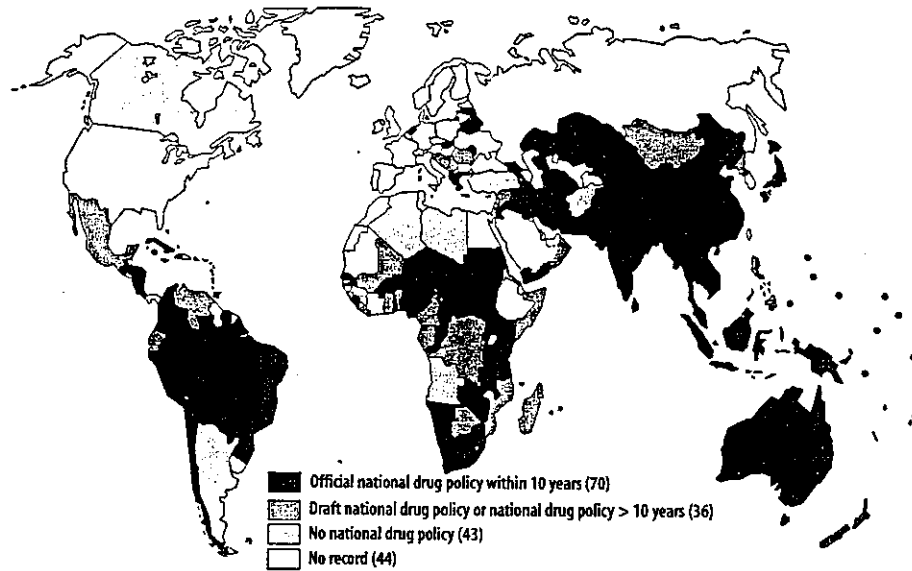 Official national drug policy within 10 years (70)
Draft national drug policy or national drug policy > 10 years (36)
No national drug policy (43)
No record (44)